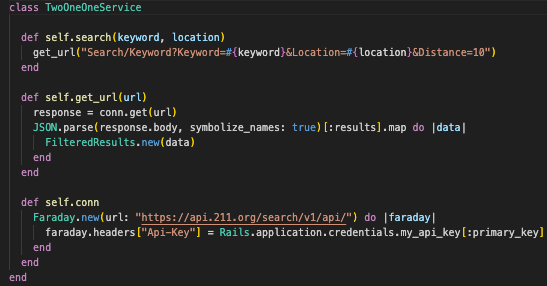 class TwoOneOneService
def self.search(keyword, location)
get_url("Search/Keyword?Keyword=#{keyword}&Location=#{location}&Distance=10")
end
def self.get_url(url)
response = conn.get(url)
JSON.parse(response.body, symbolize_names: true)[:results].map do |data|
FilteredResults.new(data)
end
end
def self.conn
Faraday.new(url: "https://api.211.org/search/v1/api/") do |faraday|
faraday.headers["Api-Key"] = Rails.application.credentials.my_api_key[:primary_key]
end
end
end